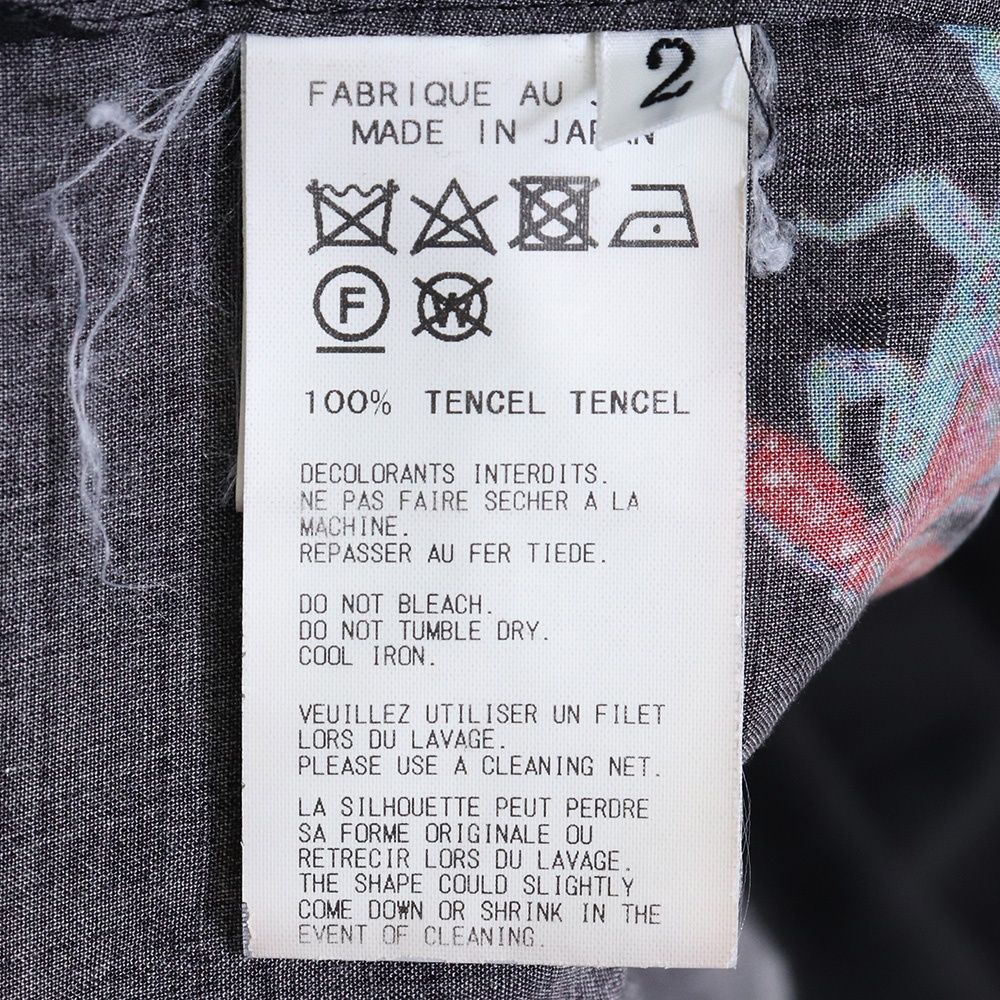 2
FABRIQUE AU
MADE IN JAPAN
F
W
100% TENCEL TENCEL
DECOLORANTS INTERDITS.
NE PAS FAIRE SECHER A LA
MACHINE.
REPASSER AU FER TIEDE.
DO NOT BLEACH.
DO NOT TUMBLE DRY.
COOL IRON.
VEUILLEZ UTILISER UN FILET
LORS DU LAVAGE.
PLEASE USE A CLEANING NET.
LA SILHOUETTE PEUT PERDRE
SA FORME ORIGINALE OU
RETRECIR LORS DU LAVAGE.
THE SHAPE COULD SLIGHTLY
COME DOWN OR SHRINK IN THE
EVENT OF CLEANING.